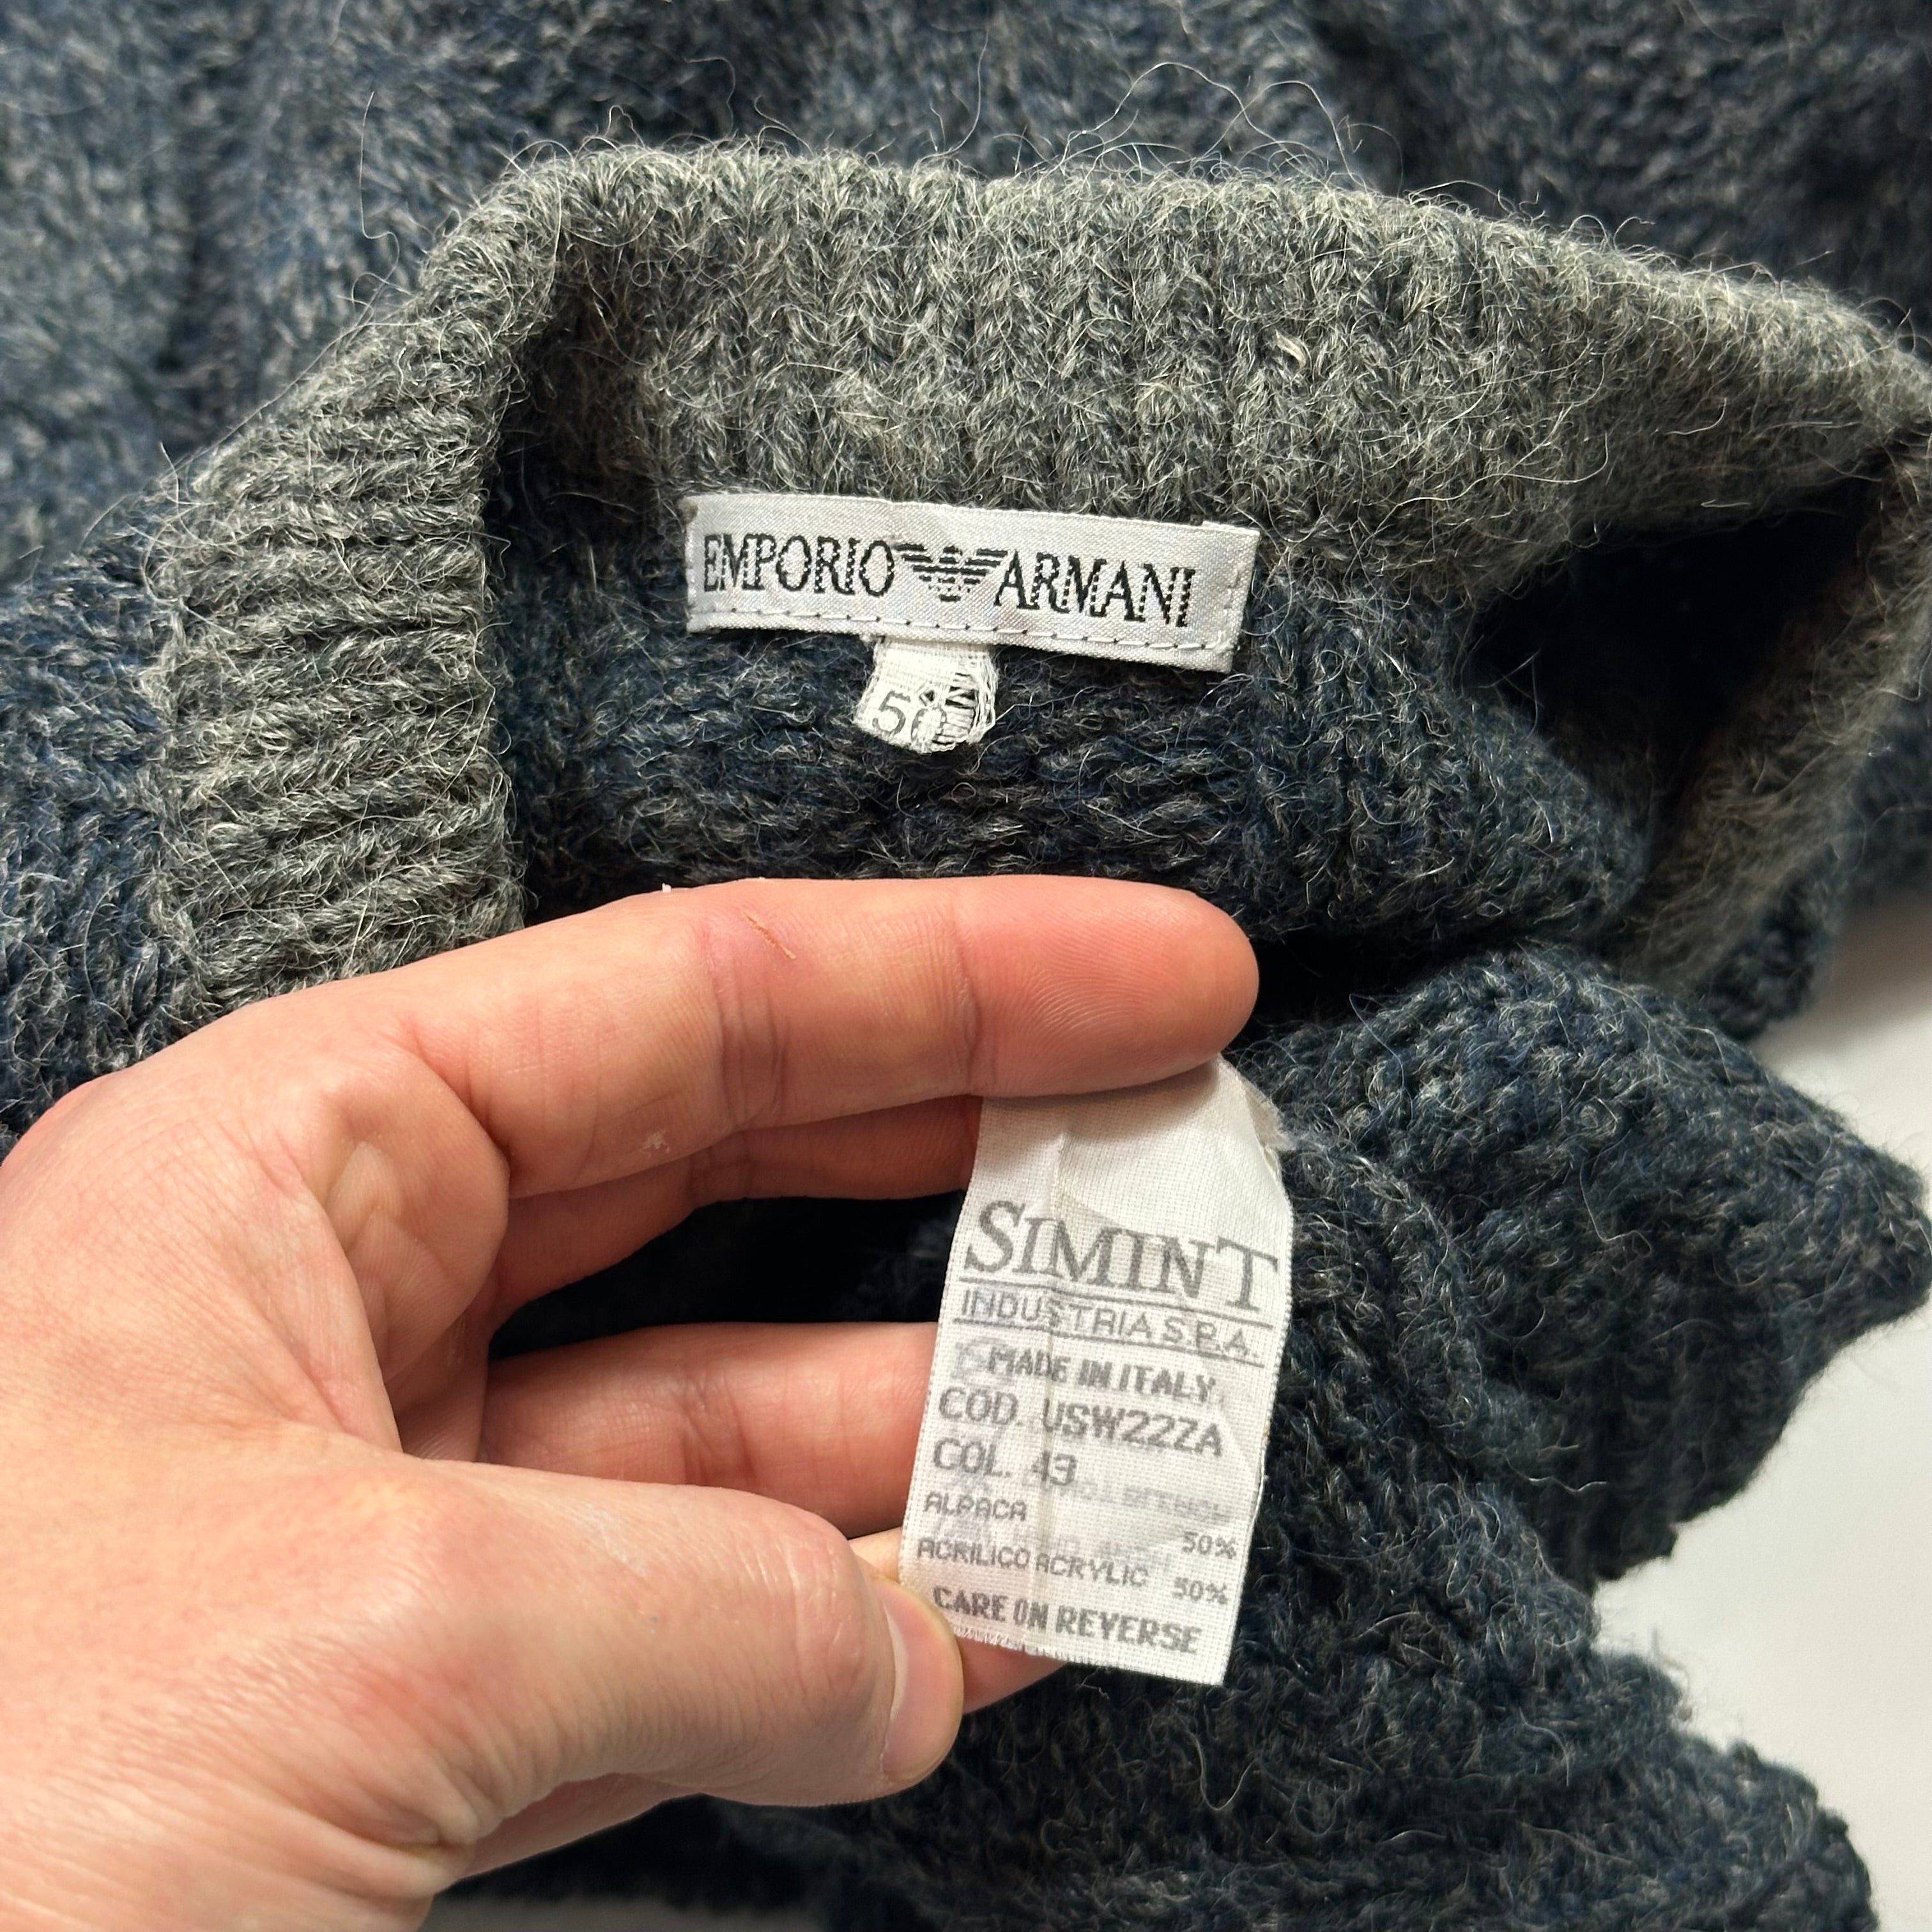 EMPORIO ARMANI
50
SIMINT
INDUSTRIA S.P.A.
MADE IN ITALY
COD. USW22ZA
COL. 43
ALPACA 50%
ACRILICO ACRYLIC 50%
CARE ON REVERSE